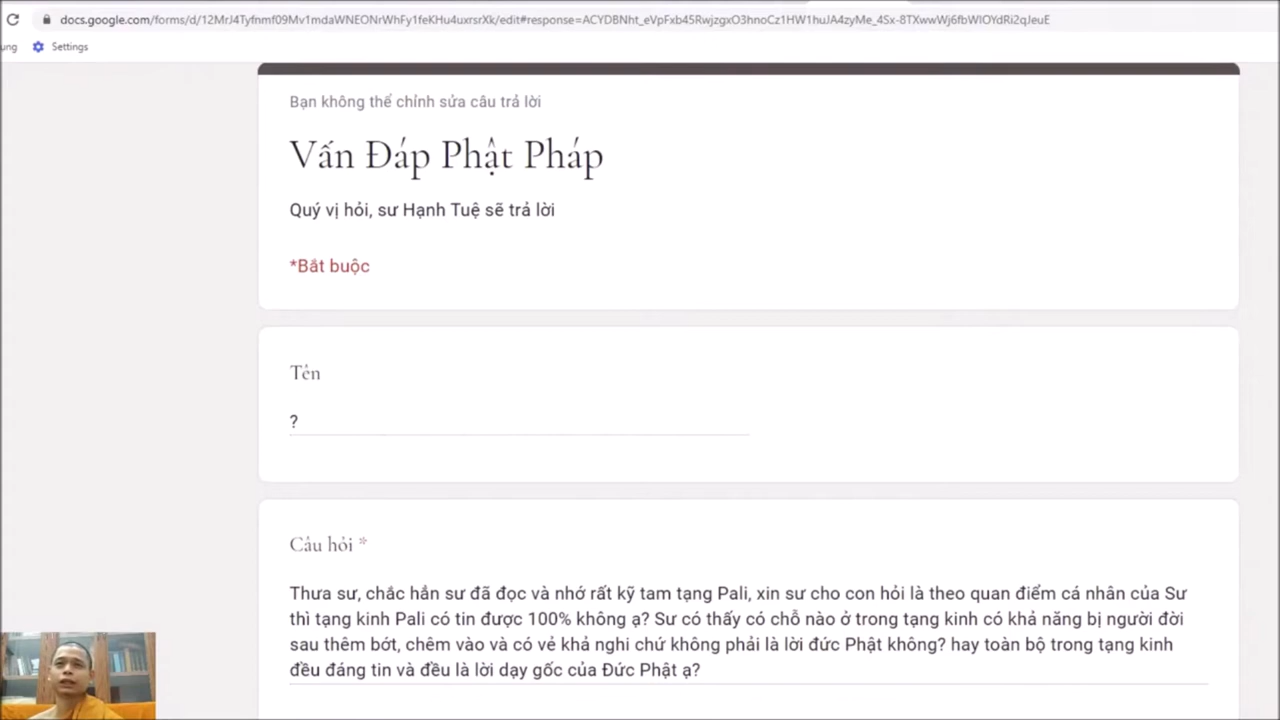 docs.google.com/forms/d/12MrJ4Tyfnmf09Mv1mdaWNEONrWhFy1feKHu4uxrsrXk/edit#response=ACYDBNht_eVpFxb45RwjzgxO3hnoCz1HW1huJA4zyMe_4Sx-8TXwwWj6fbWIOYdRi2qJeuE
ung Settings
Bạn không thể chỉnh sửa câu trả lời
Vấn Đáp Phật Pháp
Quý vị hỏi, sư Hạnh Tuệ sẽ trả lời
*Bắt buộc
Tên
?
Câu hỏi *
Thưa sư, chắc hẳn sư đã đọc và nhớ rất kỹ tam tạng Pali, xin sư cho con hỏi là theo quan điểm cá nhân của Sư
thì tạng kinh Pali có tin được 100% không ạ? Sư có thấy có chỗ nào ở trong tạng kinh có khả năng bị người đời
sau thêm bớt, chêm vào và có vẻ khả nghi chứ không phải là lời đức Phật không? hay toàn bộ trong tạng kinh
đều đáng tin và đều là lời dạy gốc của Đức Phật ạ?